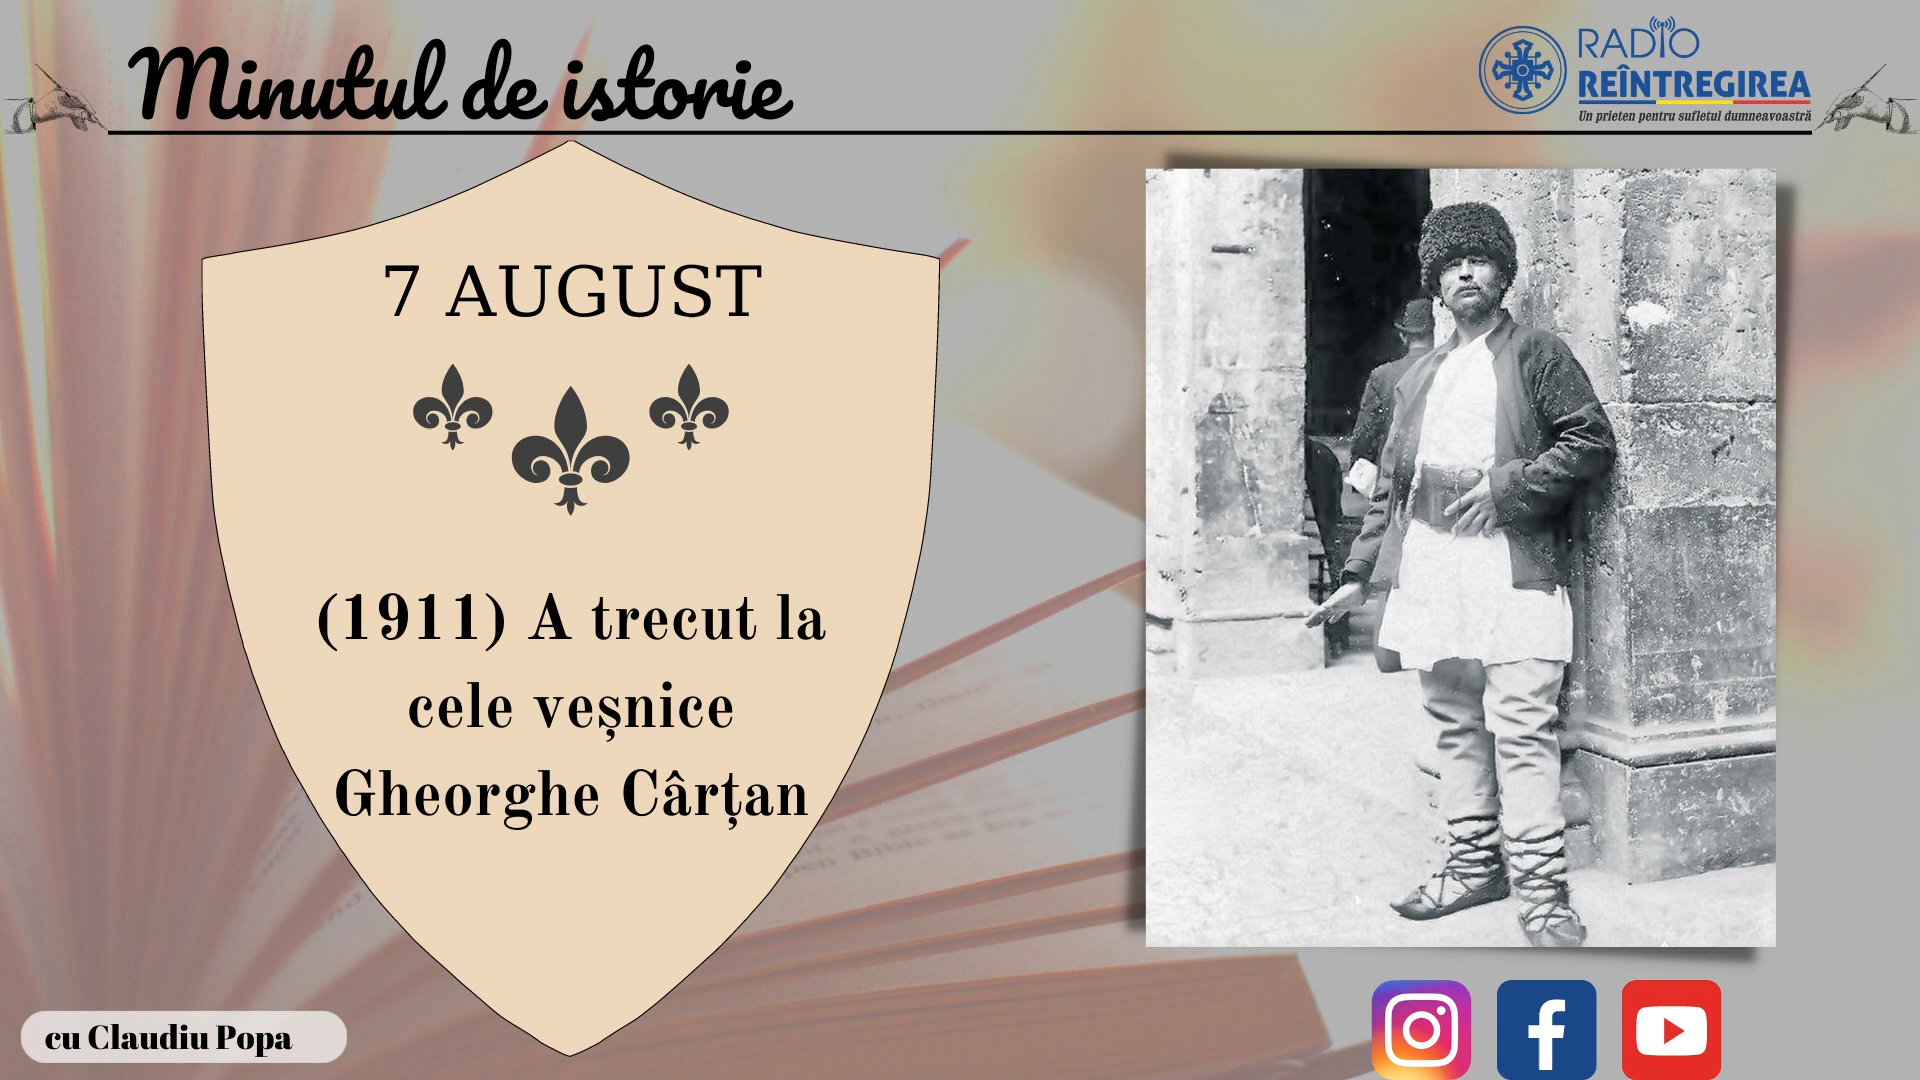 Minutul de istorie
RADIO
REÎNTREGIREA
Un prieten pentru sufletul dumneavoastră
7 AUGUST
(1911) A trecut la
cele veșnice
Gheorghe Cârțan
cu Claudiu Popa